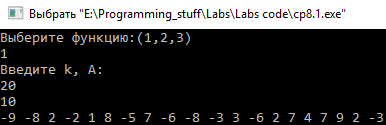 Выбрать "E:\Programming_stuff\Labs\Labs code\cp8.1.exe"
Выберите функцию:(1,2,3)
1
Введите k, A:
20
10
-9 -8 2 -2 1 8 -5 7 -6 -8 -3 3 -6 2 7 4 7 9 2 -3